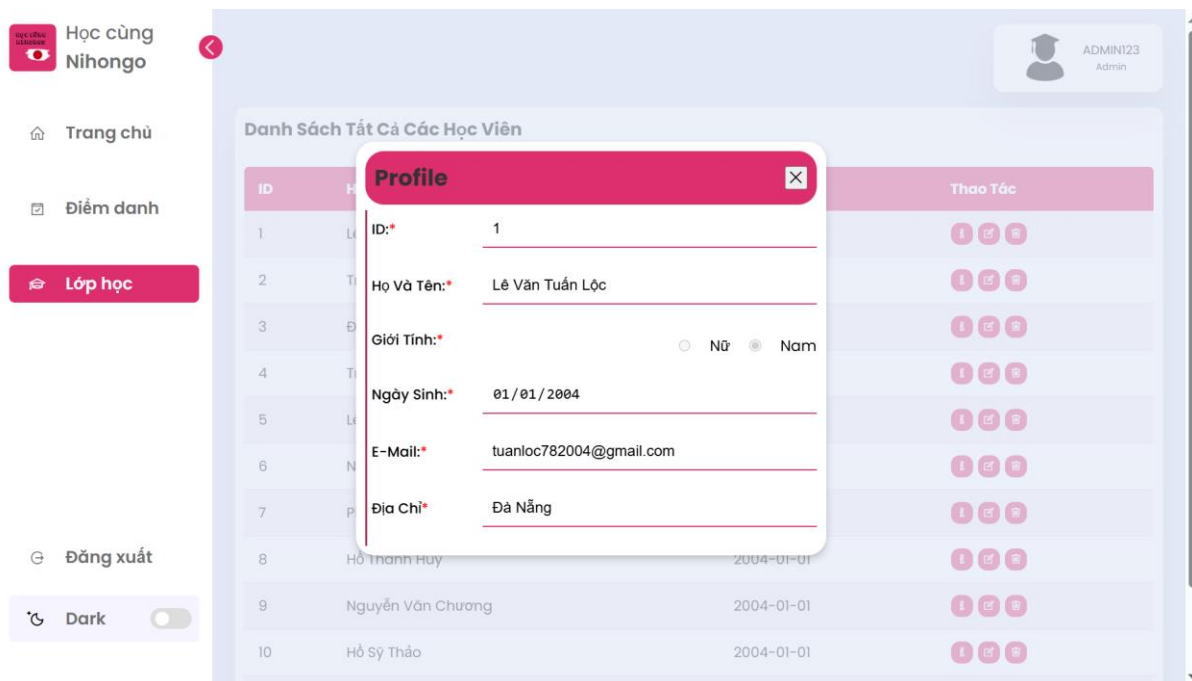 HỌC CÙNG
NIHONGO
Học cùng
Nihongo
ADMIN123
Admin
Trang chủ
Điểm danh
Lớp học
Đăng xuất
Dark
Danh Sách Tất Cả Các Học Viên
ID
Thao Tác
1
2
3
4
5
6
7
8 Hồ Thanh Huy 2004-01-01
9 Nguyễn Văn Chương 2004-01-01
10 Hồ Sỹ Thảo 2004-01-01
Profile
ID:* 1
Họ Và Tên:* Lê Văn Tuấn Lộc
Giới Tính:* Nữ Nam
Ngày Sinh:* 01/01/2004
E-Mail:* tuanloc782004@gmail.com
Địa Chỉ* Đà Nẵng